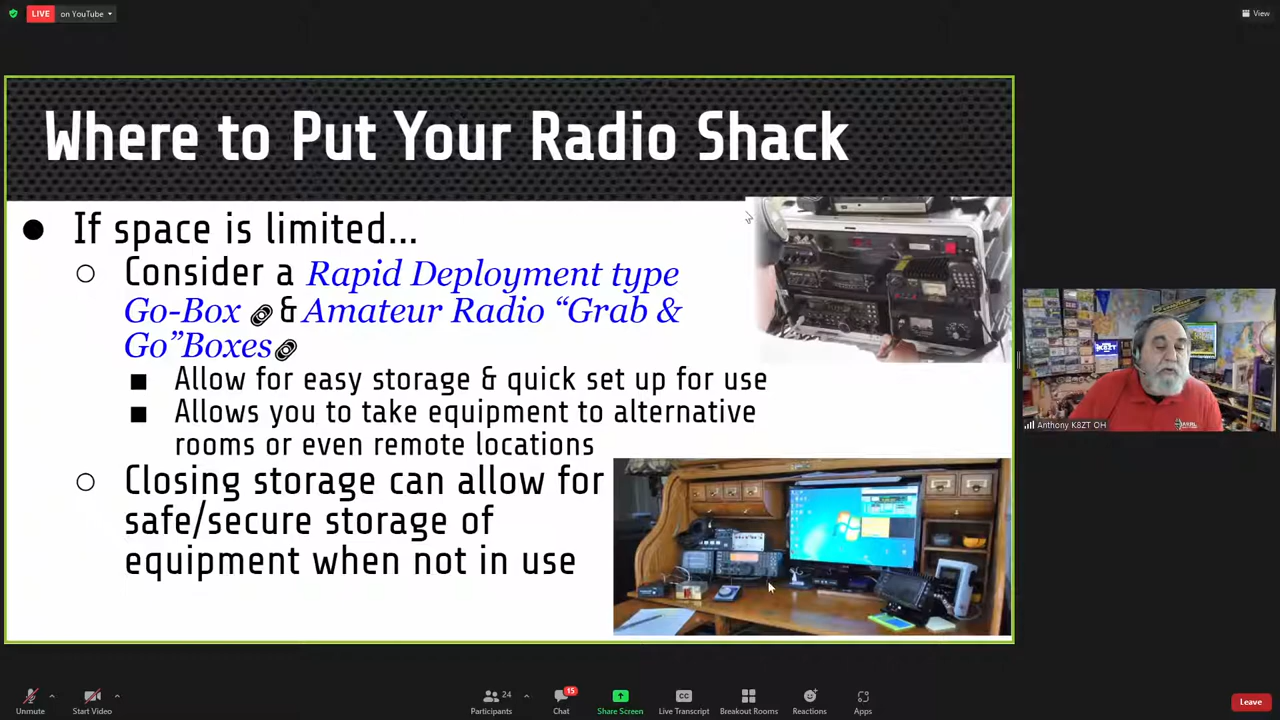 LIVE on YouTube
View
Where to Put Your Radio Shack
● If space is limited...
○ Consider a Rapid Deployment type
Go-Box & Amateur Radio “Grab &
Go”Boxes
■ Allow for easy storage & quick set up for use
■ Allows you to take equipment to alternative
rooms or even remote locations
○ Closing storage can allow for
safe/secure storage of
equipment when not in use
K8ZT
Anthony K8ZT OH
Unmute
Start Video
24
Participants
15
Chat
Share Screen
CC
Live Transcript
Breakout Rooms
Reactions
Apps
Leave